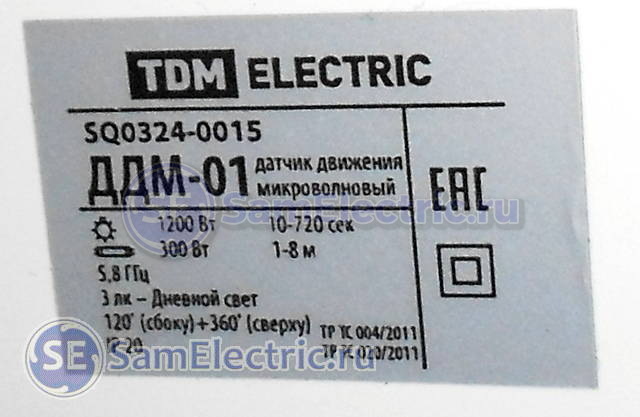 TDM ELECTRIC
SQ0324-0015
ДДМ-01 датчик движения
микроволновый
EAC
1200 Вт 10-720 сек
300 Вт 1-8 м
5,8 ГГц
3 лк – Дневной свет
120° (сбоку)+360° (сверху) ТР ТС 004/2011
IP 20 ТР ТС 020/2011
SE SamElectric.ru
SE SamElectric.ru